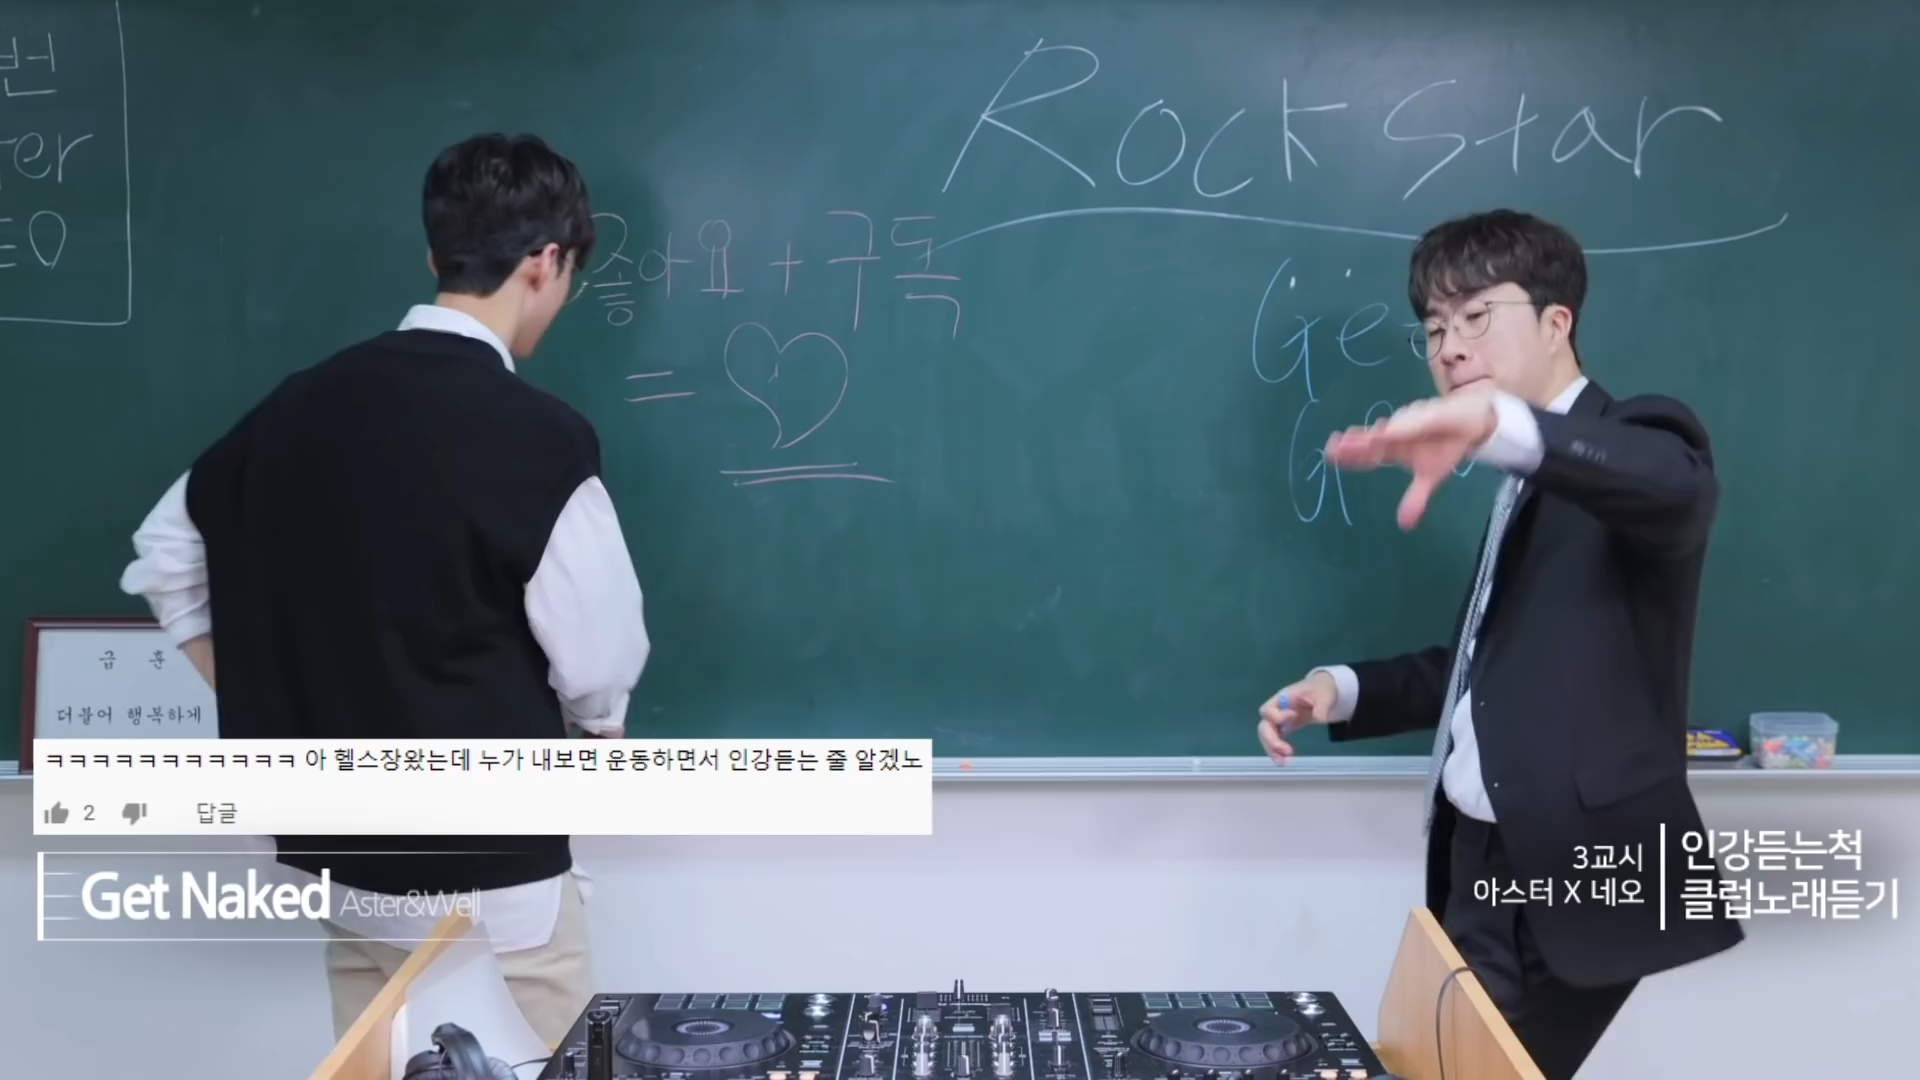 번
Rock Star
좋아요 + 구독
=
Ge
급 훈
더불어 행복하게
ㅋㅋㅋㅋㅋㅋㅋㅋㅋㅋㅋ 아 헬스장왔는데 누가 내보면 운동하면서 인강듣는 줄 알겠노
2 답글
Get Naked Aster&Well
3교시
아스터 X 네오
인강듣는척
클럽노래듣기